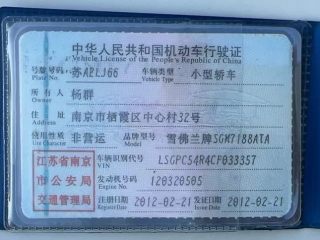 中华人民共和国机动车行驶证
Vehicle License of the People's Republic of China
号牌号码 苏A2LJ66 车辆类型 小型轿车
Plate No. Vehicle Type
所有人 杨群
Owner
住址 南京市栖霞区中心村32号
Address
使用性质 非营运 品牌型号 雪佛兰牌SGM7188ATA
Use Character Model
江苏省南京市公安局交通管理局
车辆识别代号 LSGPC54R4CF033357
VIN
发动机号码 120320505
Engine No.
注册日期 2012-02-21 发证日期 2012-02-21
Register Date Issue Date